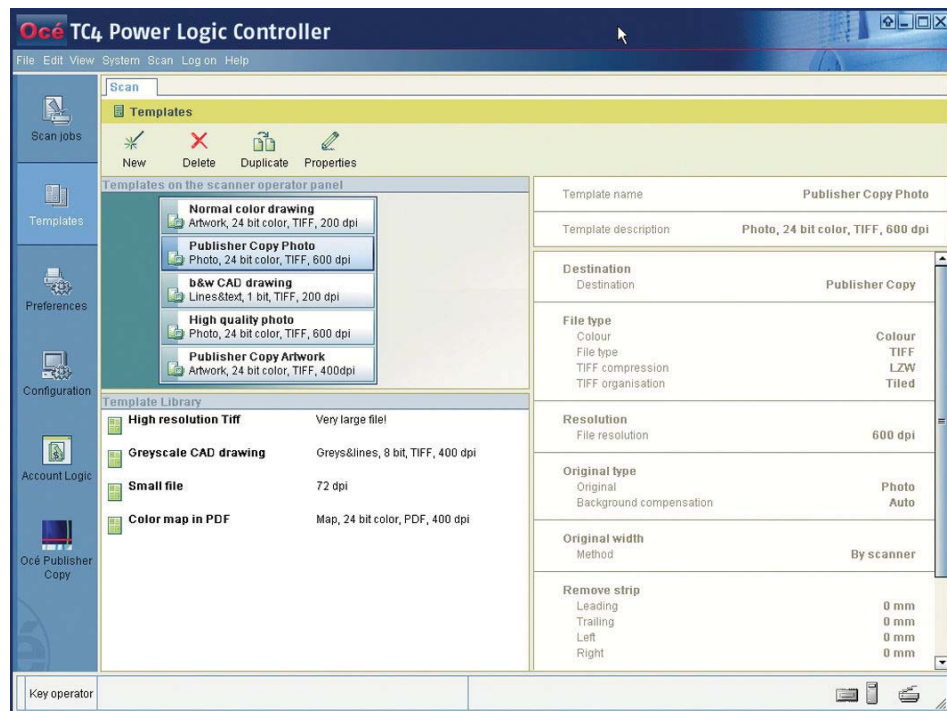 Océ TC4 Power Logic Controller
File Edit View System Scan Log on Help
Scan jobs
Templates
Preferences
Configuration
Account Logic
Océ Publisher Copy
Scan
Templates
New Delete Duplicate Properties
Templates on the scanner operator panel
Normal color drawing
Artwork, 24 bit color, TIFF, 200 dpi
Publisher Copy Photo
Photo, 24 bit color, TIFF, 600 dpi
b&w CAD drawing
Lines&text, 1 bit, TIFF, 200 dpi
High quality photo
Photo, 24 bit color, TIFF, 600 dpi
Publisher Copy Artwork
Artwork, 24 bit color, TIFF, 400dpi
Template Library
High resolution Tiff Very large file!
Greyscale CAD drawing Greys&lines, 8 bit, TIFF, 400 dpi
Small file 72 dpi
Color map in PDF Map, 24 bit color, PDF, 400 dpi
Template name Publisher Copy Photo
Template description Photo, 24 bit color, TIFF, 600 dpi
Destination
Destination Publisher Copy
File type
Colour Colour
File type TIFF
TIFF compression LZW
TIFF organisation Tiled
Resolution
File resolution 600 dpi
Original type
Original Photo
Background compensation Auto
Original width
Method By scanner
Remove strip
Leading 0 mm
Trailing 0 mm
Left 0 mm
Right 0 mm
Key operator